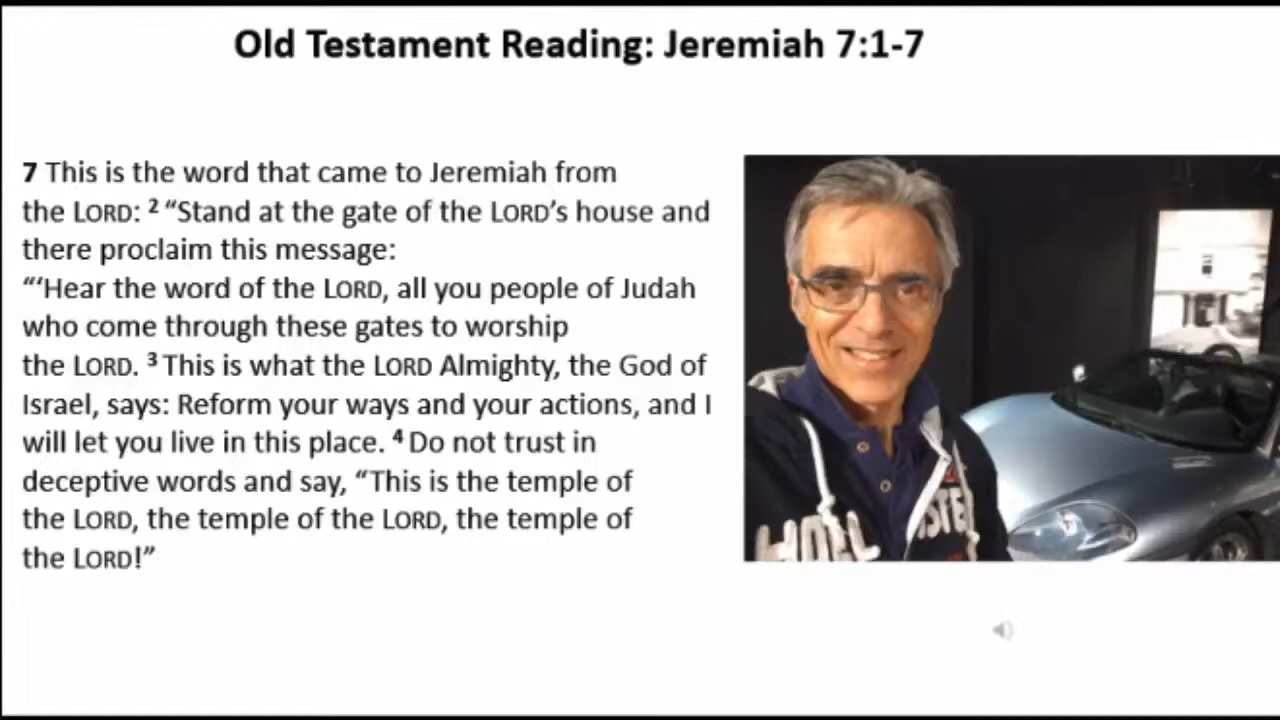 Old Testament Reading: Jeremiah 7:1-7
7 This is the word that came to Jeremiah from
the LORD: 2 “Stand at the gate of the LORD’s house and
there proclaim this message:
“‘Hear the word of the LORD, all you people of Judah
who come through these gates to worship
the LORD. 3 This is what the LORD Almighty, the God of
Israel, says: Reform your ways and your actions, and I
will let you live in this place. 4 Do not trust in
deceptive words and say, “This is the temple of
the LORD, the temple of the LORD, the temple of
the LORD!”